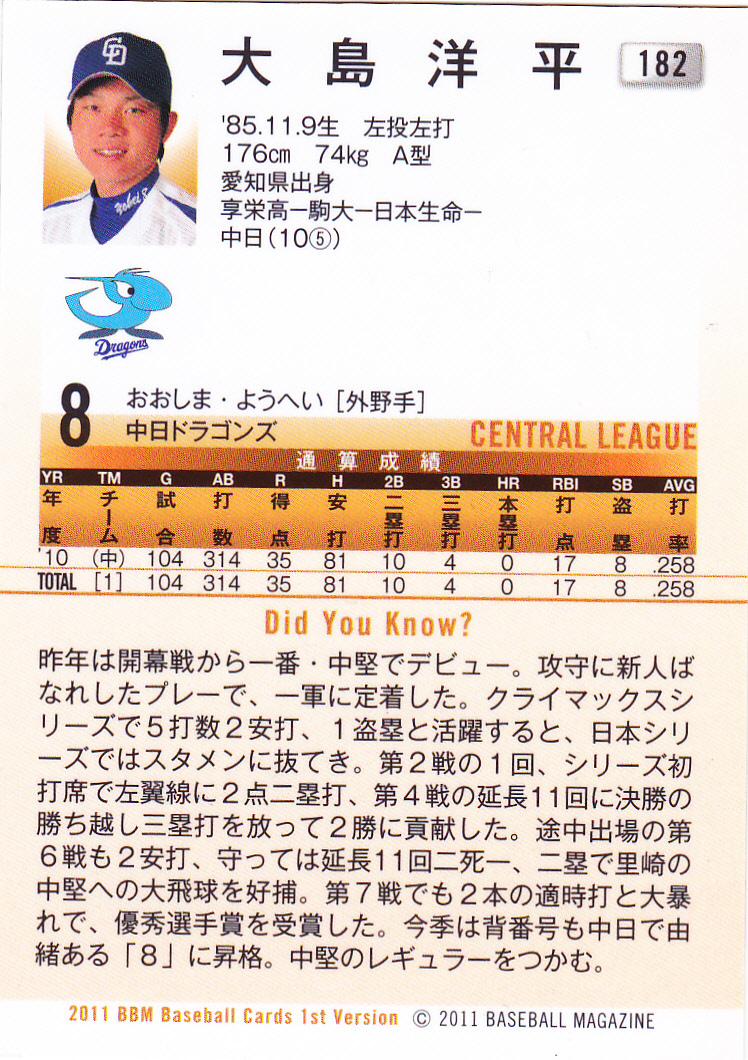 大島洋平 182
'85.11.9生 左投左打
176cm 74kg A型
愛知県出身
享栄高ー駒大ー日本生命ー
中日(10⑤)
CD
Yohei 8
Dragons
8 おおしま・ようへい [外野手]
中日ドラゴンズ CENTRAL LEAGUE
通算成績
YR TM G AB R H 2B 3B HR RBI SB AVG
年度 チーム 試合 打数 得点 安打 二塁打 三塁打 本塁打 打点 盗塁 打率
'10 (中) 104 314 35 81 10 4 0 17 8 .258
TOTAL [1] 104 314 35 81 10 4 0 17 8 .258
Did You Know?
昨年は開幕戦から一番・中堅でデビュー。攻守に新人ば
なれしたプレーで、一軍に定着した。クライマックスシ
リーズで5打数2安打、1盗塁と活躍すると、日本シリ
ーズではスタメンに抜てき。第2戦の1回、シリーズ初
打席で左翼線に2点二塁打、第4戦の延長11回に決勝の
勝ち越し三塁打を放って2勝に貢献した。途中出場の第
6戦も2安打、守っては延長11回二死一、二塁で里崎の
中堅への大飛球を好捕。第7戦でも2本の適時打と大暴
れで、優秀選手賞を受賞した。今季は背番号も中日で由
緒ある「8」に昇格。中堅のレギュラーをつかむ。
2011 BBM Baseball Cards 1st Version © 2011 BASEBALL MAGAZINE